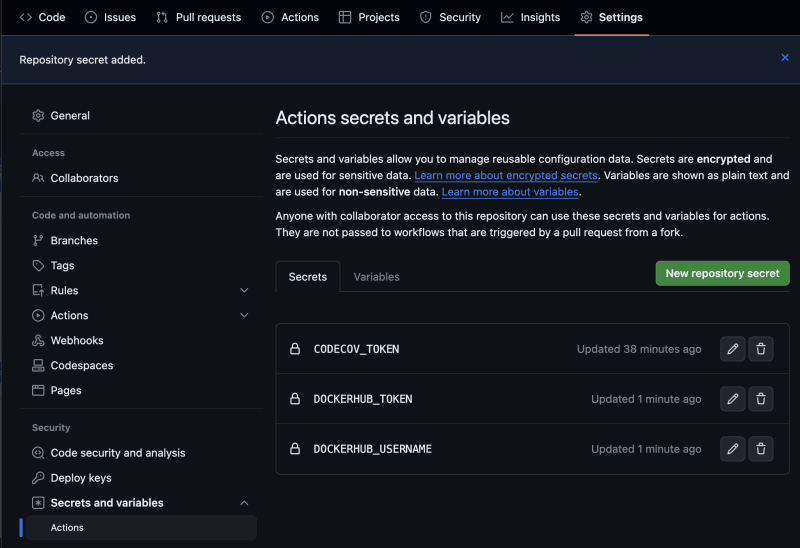 Code Issues Pull requests Actions Projects Security Insights Settings
Repository secret added.
General
Access
Collaborators
Code and automation
Branches
Tags
Rules
Actions
Webhooks
Codespaces
Pages
Security
Code security and analysis
Deploy keys
Secrets and variables
Actions
Actions secrets and variables
Secrets and variables allow you to manage reusable configuration data. Secrets are encrypted and
are used for sensitive data. Learn more about encrypted secrets. Variables are shown as plain text and
are used for non-sensitive data. Learn more about variables.
Anyone with collaborator access to this repository can use these secrets and variables for actions.
They are not passed to workflows that are triggered by a pull request from a fork.
Secrets Variables New repository secret
CODECOV_TOKEN Updated 38 minutes ago
DOCKERHUB_TOKEN Updated 1 minute ago
DOCKERHUB_USERNAME Updated 1 minute ago